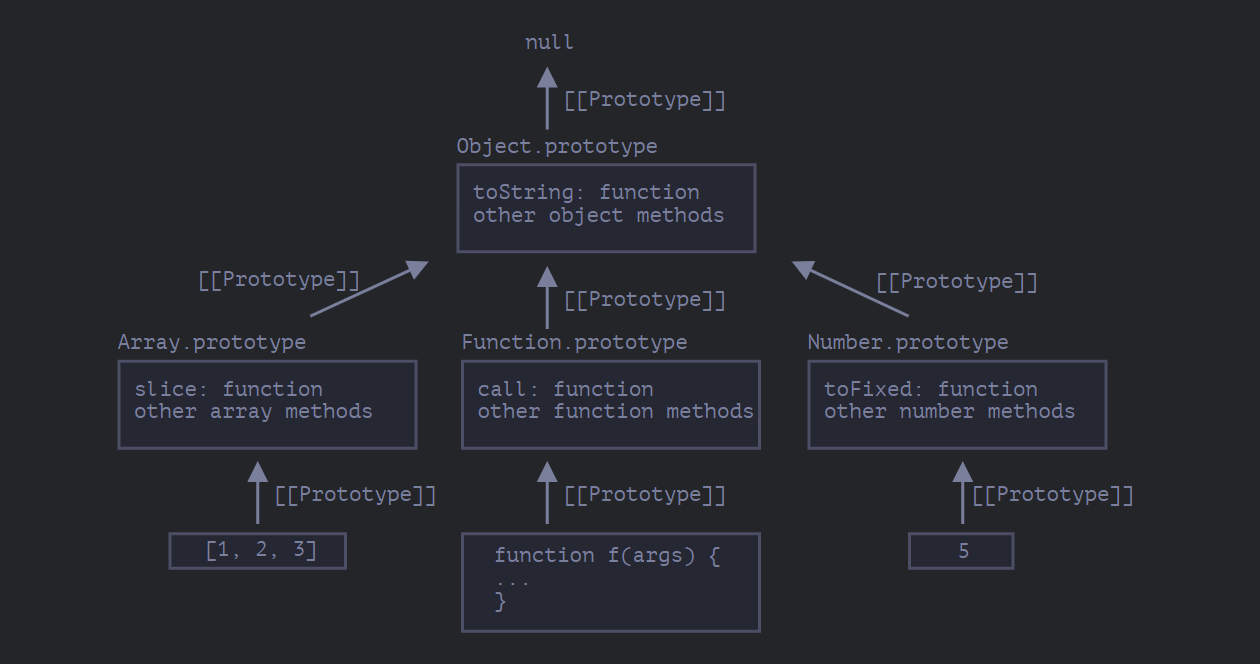 null
[[Prototype]]
Object.prototype
toString: function
other object methods
[[Prototype]]
[[Prototype]]
[[Prototype]]
Array.prototype
Function.prototype
Number.prototype
slice: function
other array methods
call: function
other function methods
toFixed: function
other number methods
[[Prototype]]
[[Prototype]]
[[Prototype]]
[1, 2, 3]
function f(args) {
...
}
5